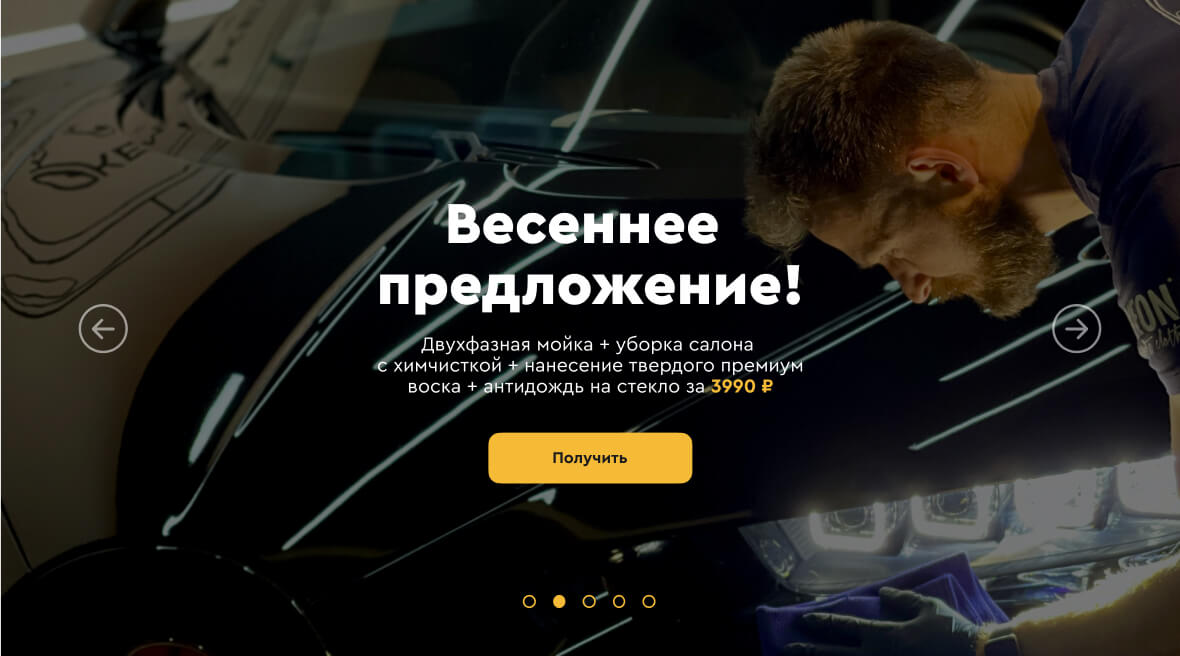 Весеннее
предложение!
Двухфазная мойка + уборка салона
с химчисткой + нанесение твердого премиум
воска + антидождь на стекло за 3990 ₽
Получить